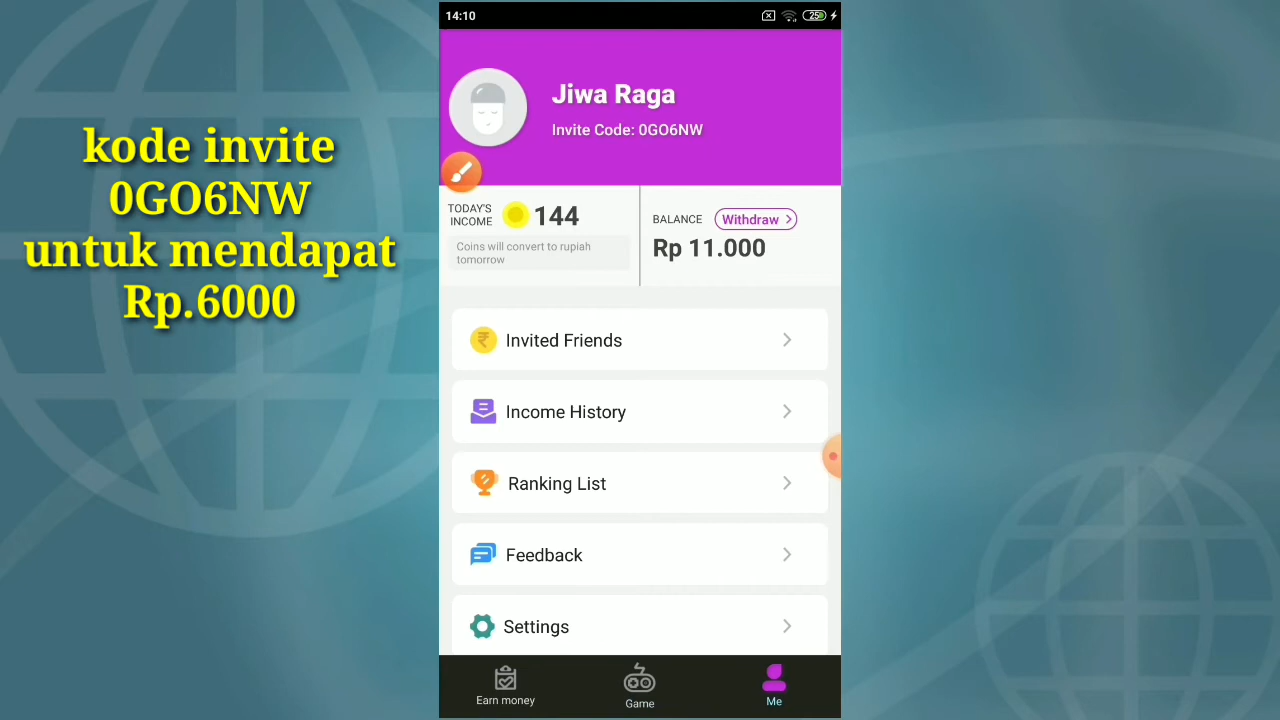 kode invite
0GO6NW
untuk mendapat
Rp.6000
14:10
25
Jiwa Raga
Invite Code: 0GO6NW
TODAY'S
INCOME
144
Coins will convert to rupiah
tomorrow
BALANCE
Withdraw
Rp 11.000
Invited Friends
Income History
Ranking List
Feedback
Settings
Earn money
Game
Me